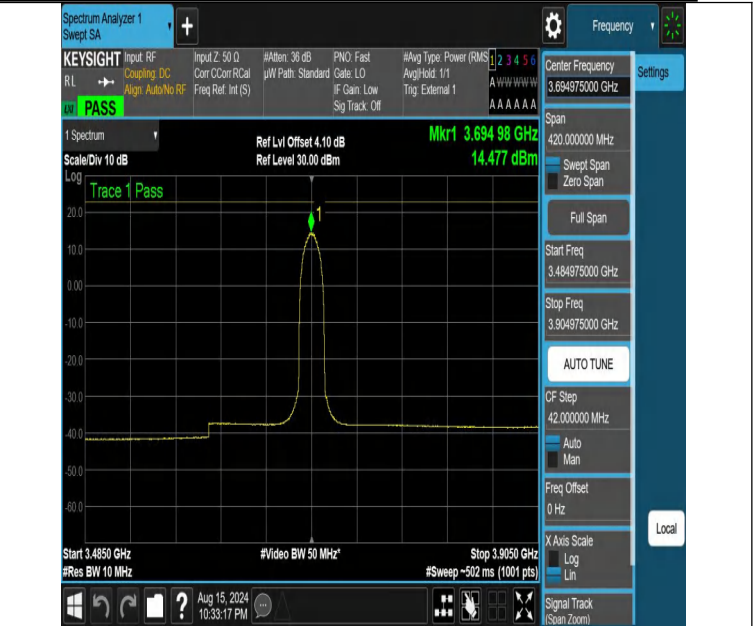 Spectrum Analyzer 1
Swept SA
+
Frequency
KEYSIGHT
RL
PASS
Input: RF
Coupling: DC
Align: Auto/No RF
Input Z: 50 Ω
Corr CCorr RCal
Freq Ref: Int (S)
#Atten: 36 dB
µW Path: Standard
PNO: Fast
Gate: LO
IF Gain: Low
Sig Track: Off
#Avg Type: Power (RMS
Avg|Hold: 1/1
Trig: External 1
1 2 3 4 5 6
A W W W W W
A A A A A A
1 Spectrum
Scale/Div 10 dB
Ref Lvl Offset 4.10 dB
Ref Level 30.00 dBm
Mkr1 3.694 98 GHz
14.477 dBm
Log
Trace 1 Pass
1
20.0
10.0
0.00
-10.0
-20.0
-30.0
-40.0
-50.0
-60.0
Start 3.4850 GHz
#Res BW 10 MHz
#Video BW 50 MHz*
Stop 3.9050 GHz
#Sweep ~502 ms (1001 pts)
Center Frequency
3.694975000 GHz
Settings
Span
420.000000 MHz
Swept Span
Zero Span
Full Span
Start Freq
3.484975000 GHz
Stop Freq
3.904975000 GHz
AUTO TUNE
CF Step
42.000000 MHz
Auto
Man
Freq Offset
0 Hz
X Axis Scale
Log
Lin
Local
Signal Track
(Span Zoom)
?
Aug 15, 2024
10:33:17 PM